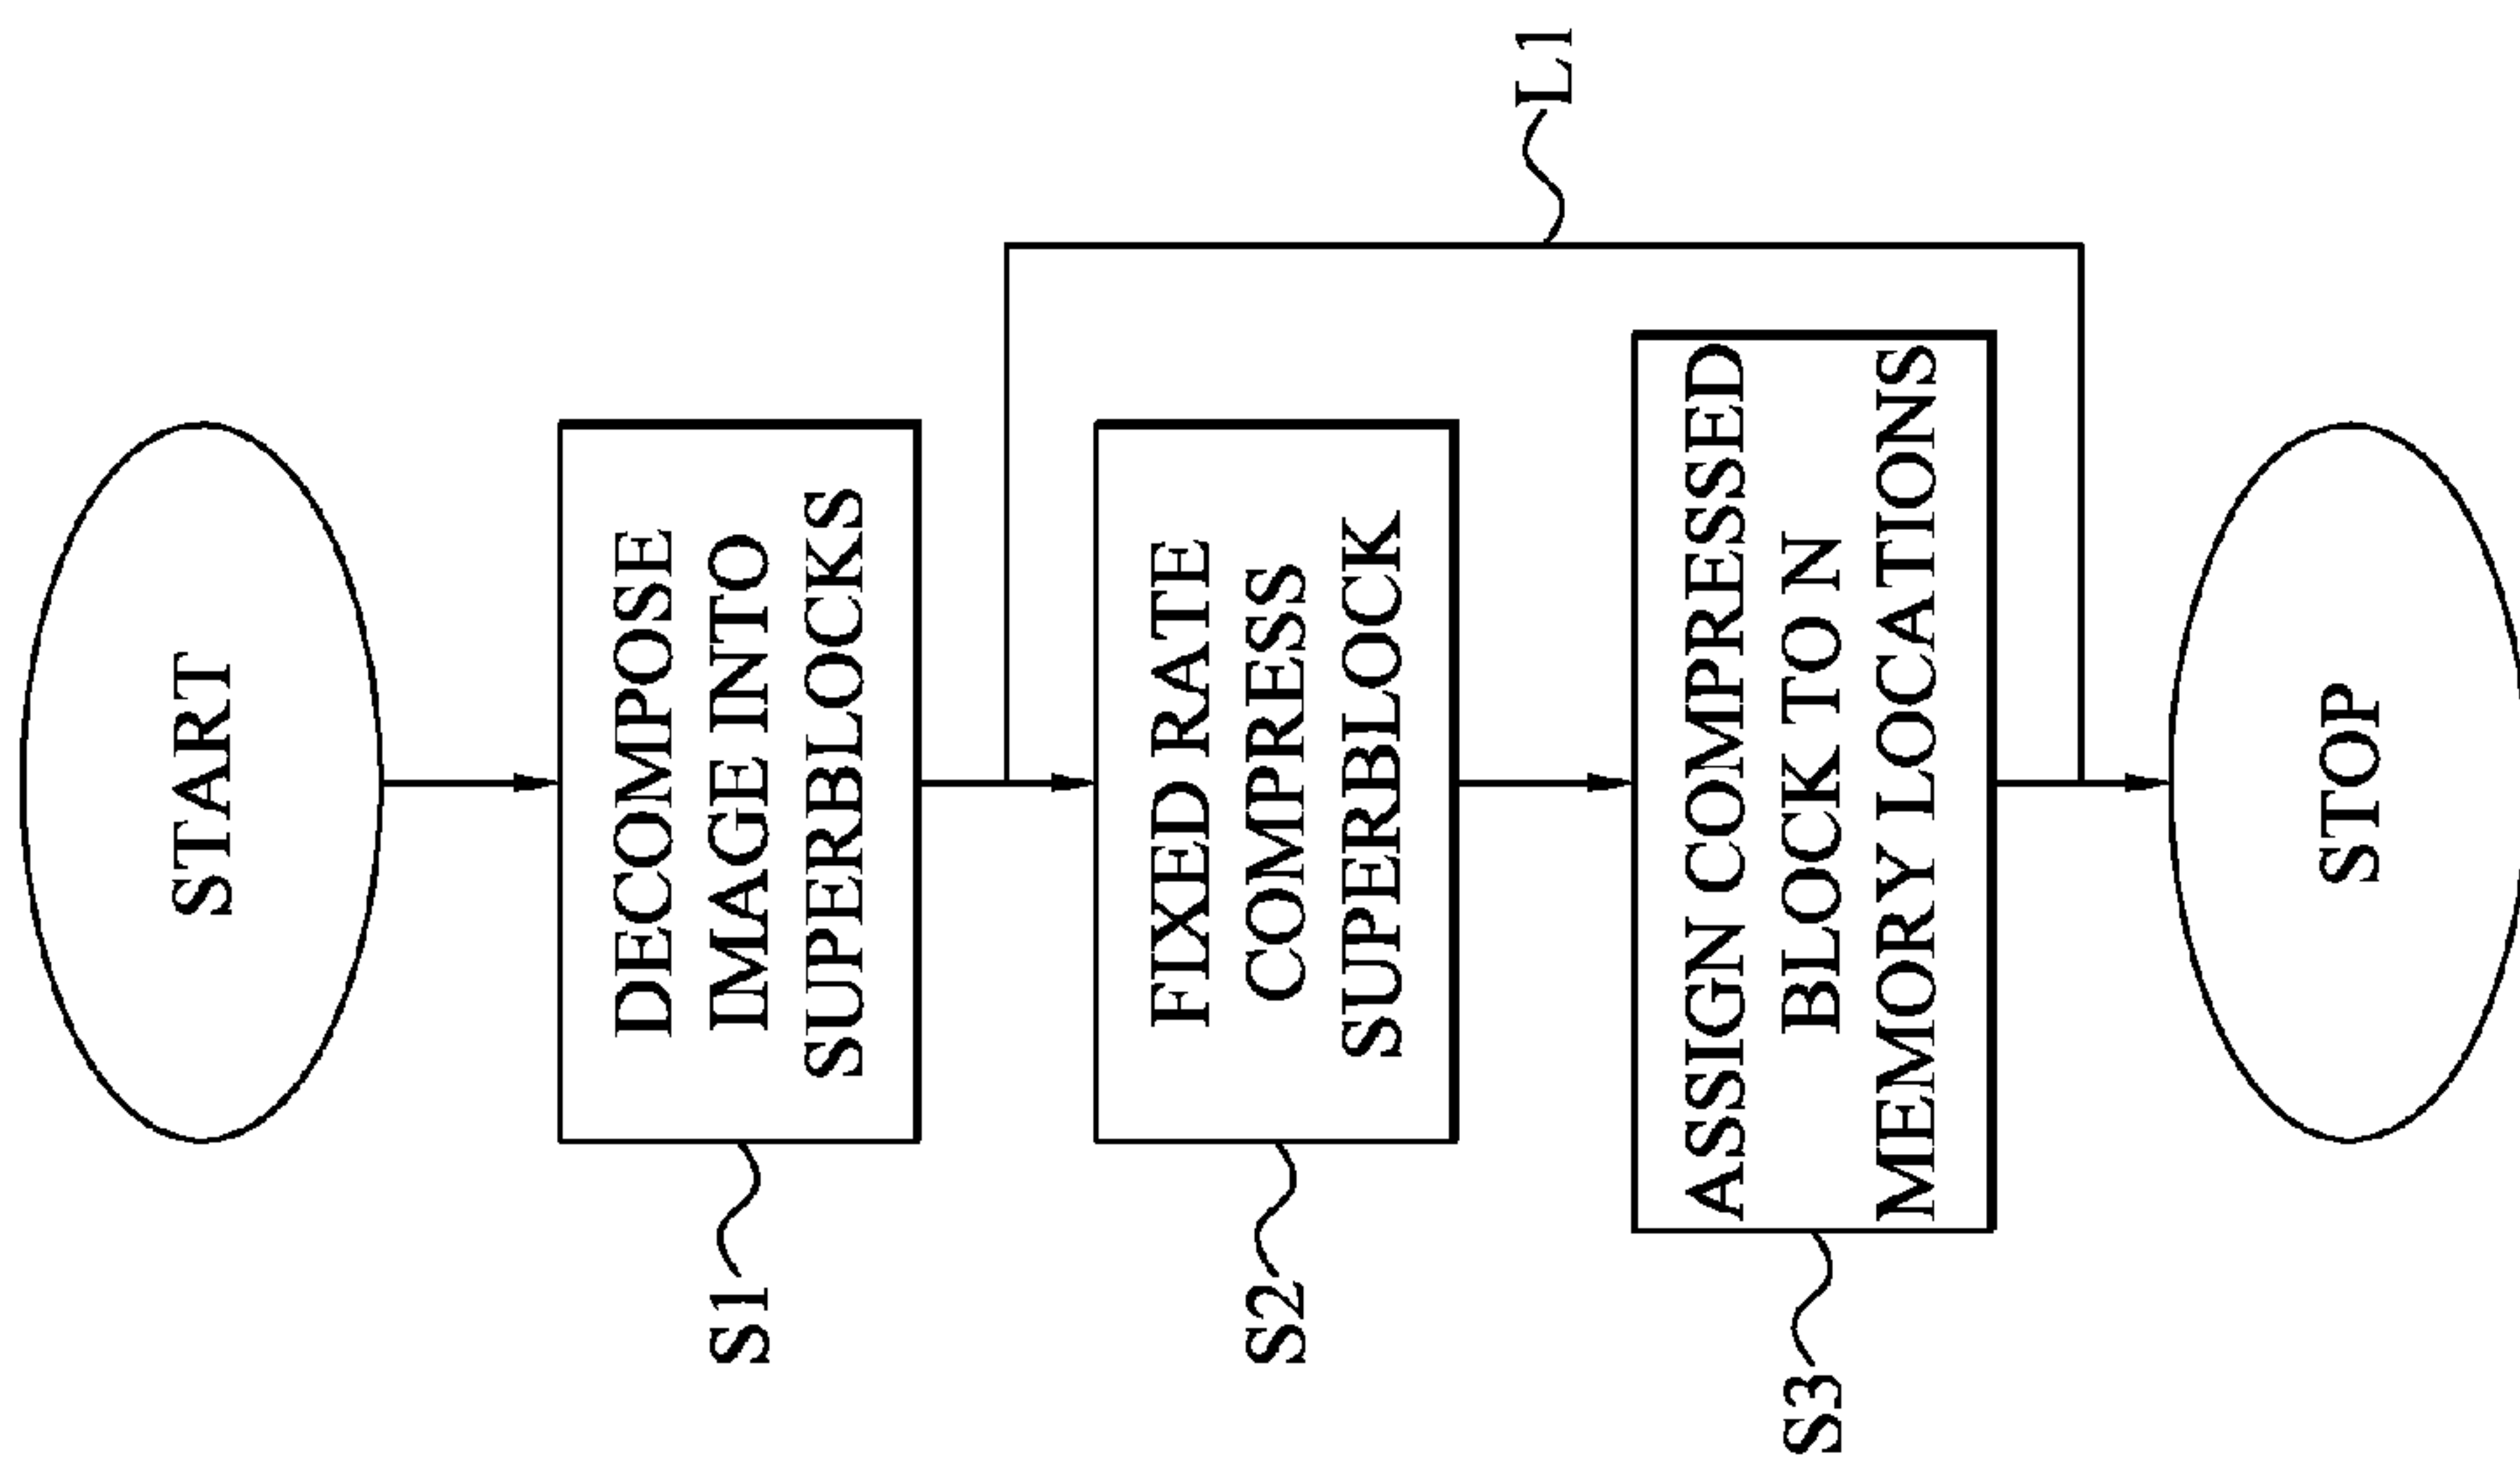 START
DECOMPOSE
IMAGE INTO
SUPERBLOCKS
S1
L1
FIXED RATE
COMPRESS
SUPERBLOCK
S2
ASSIGN COMPRESSED
BLOCK TO N
MEMORY LOCATIONS
S3
STOP